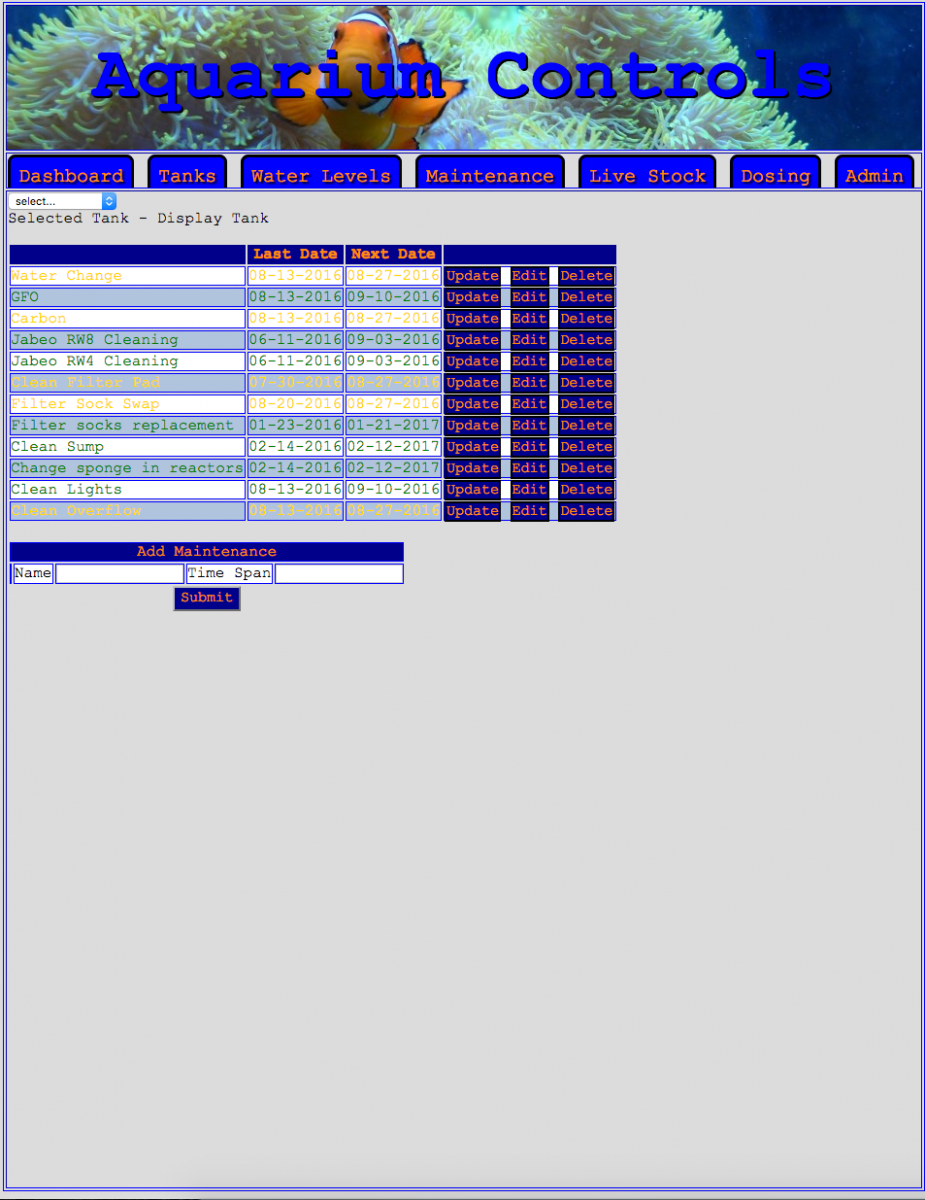 Aquarium Controls
Dashboard Tanks Water Levels Maintenance Live Stock Dosing Admin
select...
Selected Tank - Display Tank
Last Date Next Date
Water Change 08-13-2016 08-27-2016 Update Edit Delete
GFO 08-13-2016 09-10-2016 Update Edit Delete
Carbon 08-13-2016 08-27-2016 Update Edit Delete
Jabeo RW8 Cleaning 06-11-2016 09-03-2016 Update Edit Delete
Jabeo RW4 Cleaning 06-11-2016 09-03-2016 Update Edit Delete
Clean Filter Pad 07-30-2016 08-27-2016 Update Edit Delete
Filter Sock Swap 08-20-2016 08-27-2016 Update Edit Delete
Filter socks replacement 01-23-2016 01-21-2017 Update Edit Delete
Clean Sump 02-14-2016 02-12-2017 Update Edit Delete
Change sponge in reactors 02-14-2016 02-12-2017 Update Edit Delete
Clean Lights 08-13-2016 09-10-2016 Update Edit Delete
Clean Overflow 08-13-2016 08-27-2016 Update Edit Delete
Add Maintenance
Name Time Span
Submit